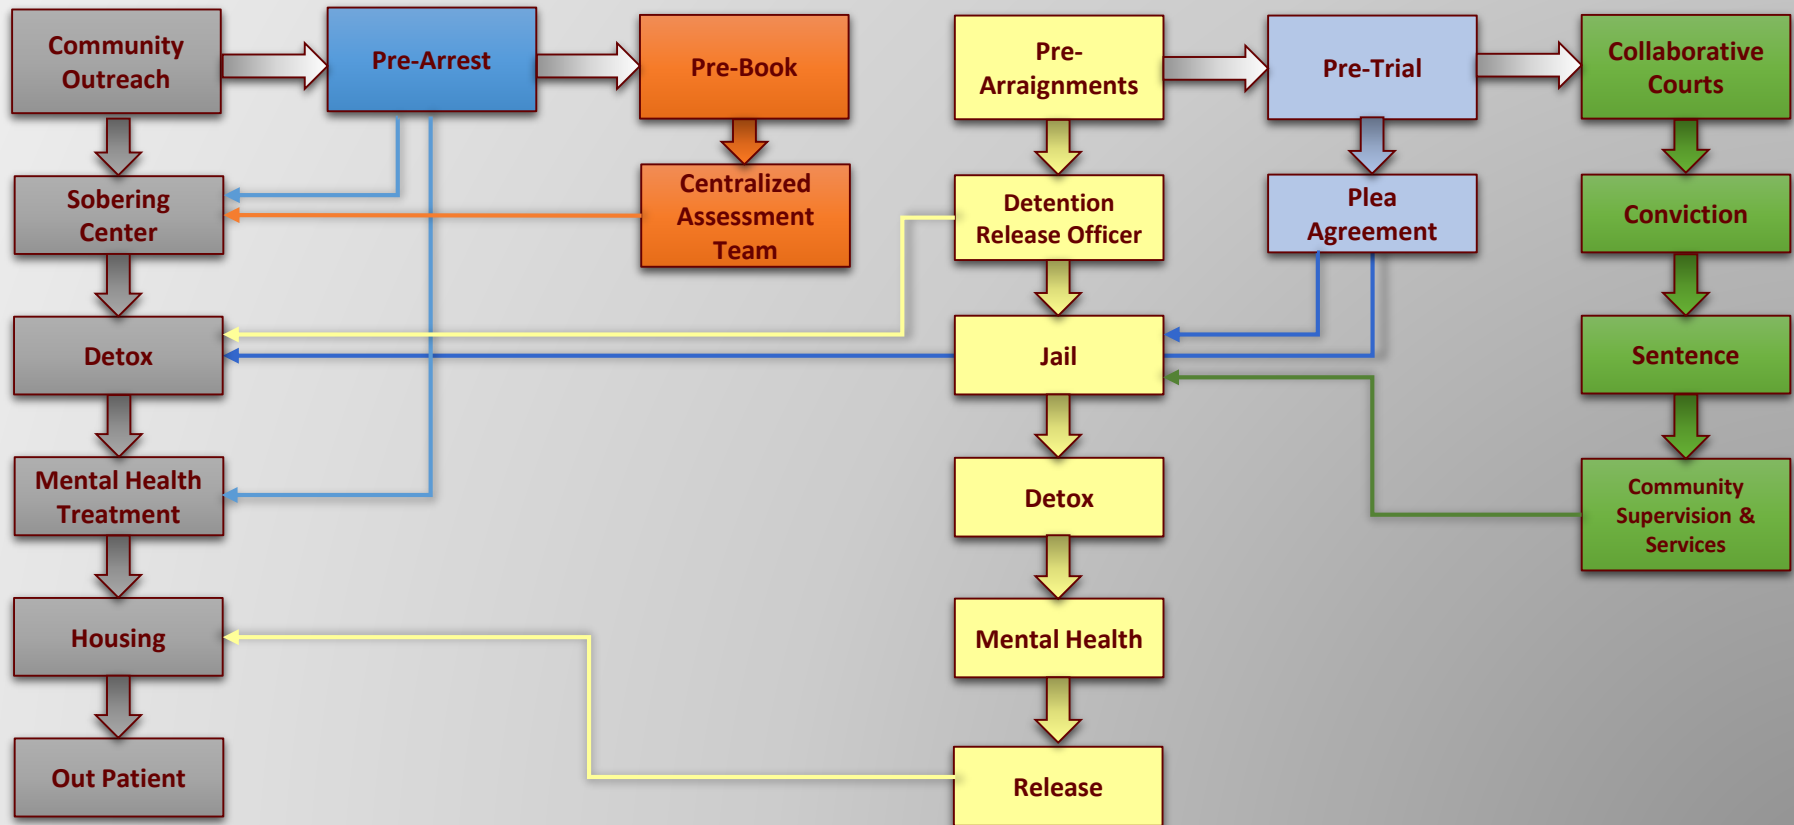 Community
Outreach
Pre-Arrest
Pre-Book
Pre-
Arraignments
Pre-Trial
Collaborative
Courts
Sobering
Center
Centralized
Assessment
Team
Detention
Release Officer
Plea
Agreement
Conviction
Detox
Jail
Sentence
Mental Health
Treatment
Detox
Community
Supervision &
Services
Housing
Mental Health
Out Patient
Release